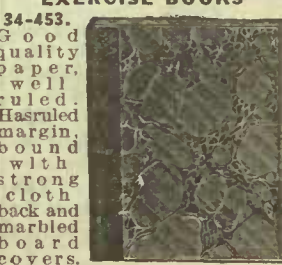 EXERCISE BOOKS
34-453.
Good
quality
paper,
well
ruled.
Hasruled
margin,
bound
with
strong
cloth
back and
marbled
board
covers.